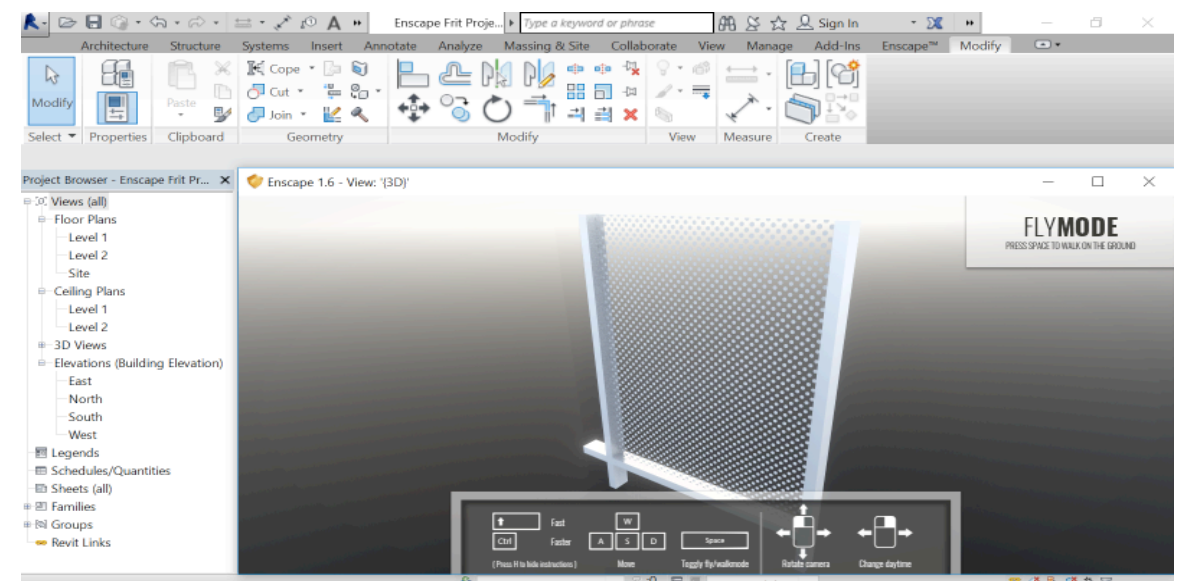 Enscape Frit Proje...
Type a keyword or phrase
Sign In
Architecture Structure Systems Insert Annotate Analyze Massing & Site Collaborate View Manage Add-Ins Enscape™ Modify
Modify
Paste
Cope
Cut
Join
Select Properties Clipboard Geometry Modify View Measure Create
Project Browser - Enscape Frit Pr...
Views (all)
Floor Plans
Level 1
Level 2
Site
Ceiling Plans
Level 1
Level 2
3D Views
Elevations (Building Elevation)
East
North
South
West
Legends
Schedules/Quantities
Sheets (all)
Families
Groups
Revit Links
Enscape 1.6 - View: '{3D}'
FLYMODE
PRESS SPACE TO WALK ON THE GROUND
Fast
Ctrl Faster
( Press H to hide instructions )
W
A S D
Move
Space
Toggly fly/walkmode
Rotate camera
Change daytime